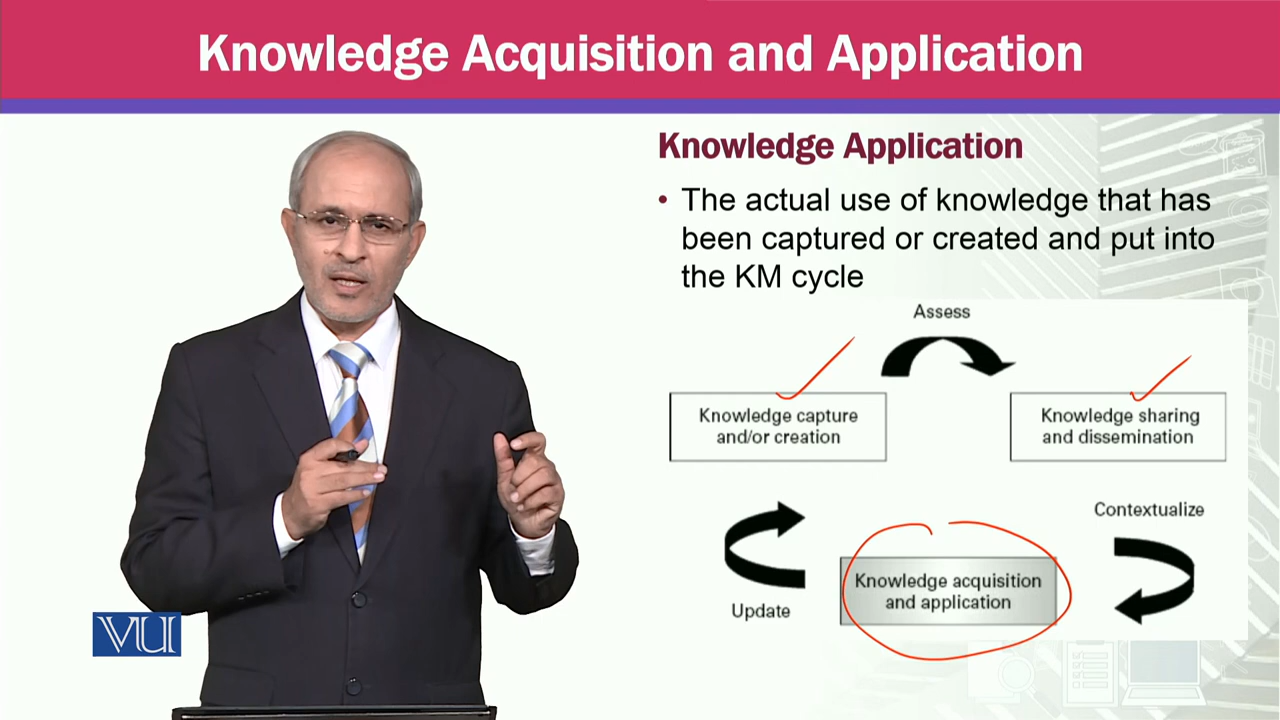 Knowledge Acquisition and Application
Knowledge Application
• The actual use of knowledge that has
been captured or created and put into
the KM cycle
Assess
Knowledge capture
and/or creation
Knowledge sharing
and dissemination
Contextualize
Knowledge acquisition
and application
Update
VU